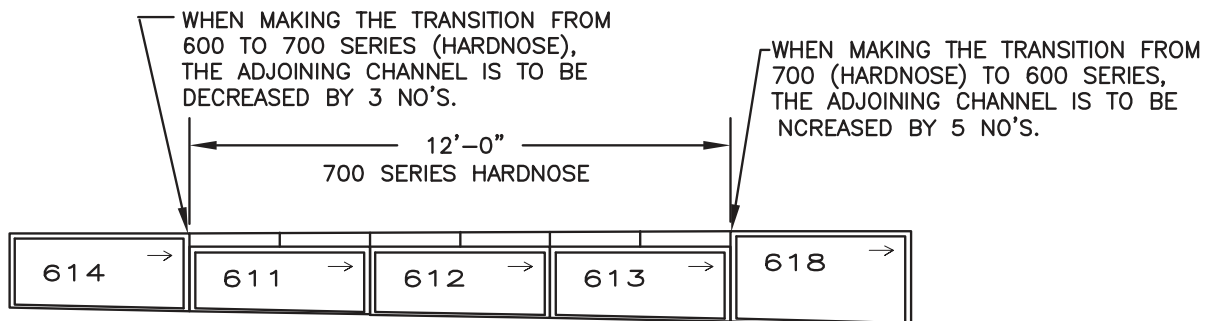 WHEN MAKING THE TRANSITION FROM
600 TO 700 SERIES (HARDNOSE),
THE ADJOINING CHANNEL IS TO BE
DECREASED BY 3 NO'S.
WHEN MAKING THE TRANSITION FROM
700 (HARDNOSE) TO 600 SERIES,
THE ADJOINING CHANNEL IS TO BE
NCREASED BY 5 NO'S.
12'-0"
700 SERIES HARDNOSE
614 → 611 → 612 → 613 → 618 →